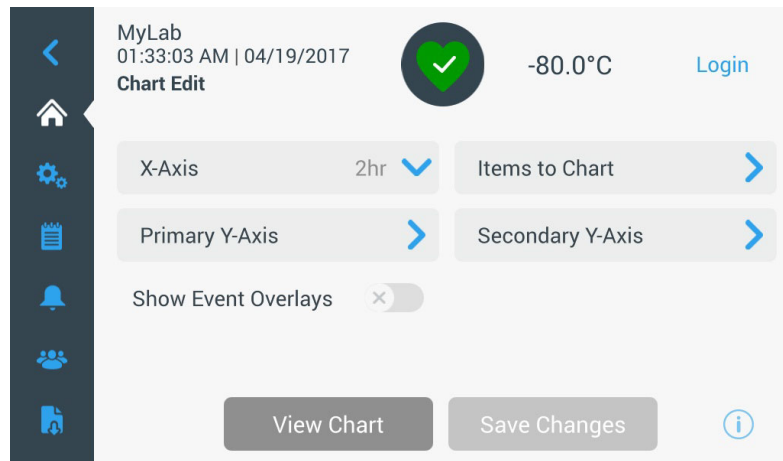 MyLab
01:33:03 AM | 04/19/2017
Chart Edit
-80.0°C
Login
X-Axis 2hr
Items to Chart
Primary Y-Axis
Secondary Y-Axis
Show Event Overlays
View Chart
Save Changes